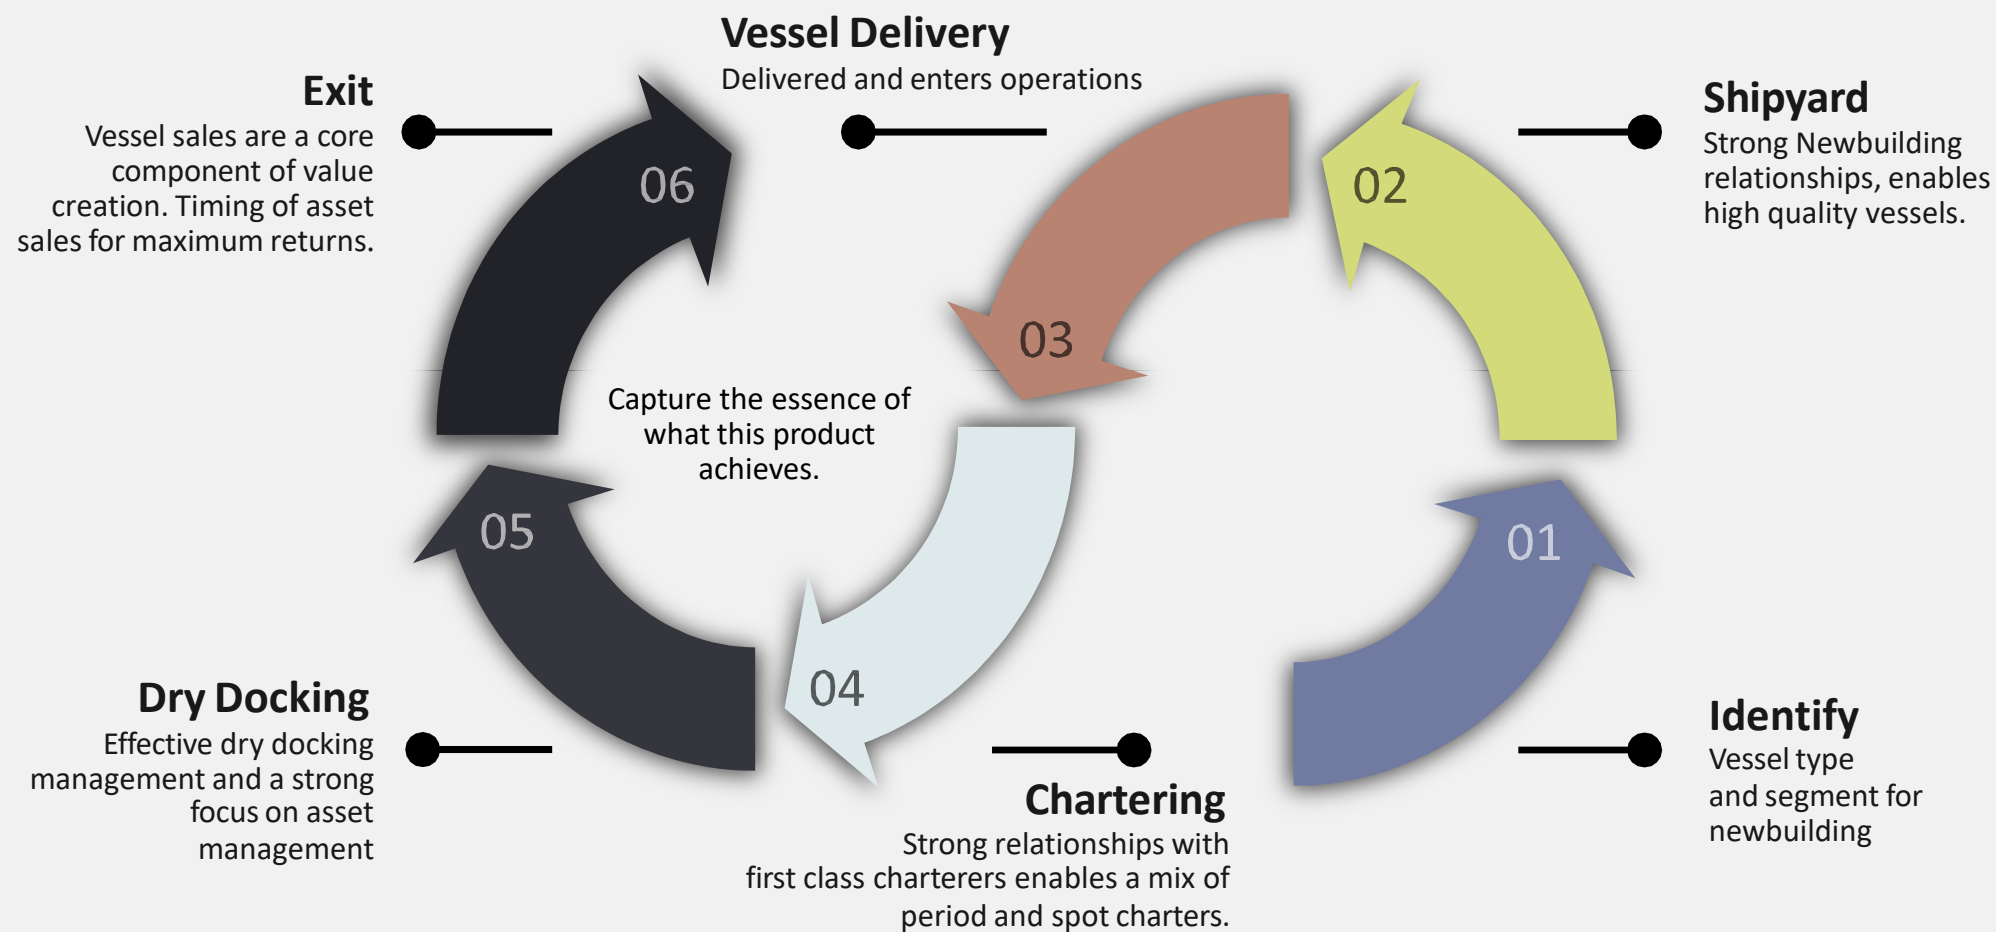 Vessel Delivery
Delivered and enters operations
Exit
Vessel sales are a core
component of value
creation. Timing of asset
sales for maximum returns.
Shipyard
Strong Newbuilding
relationships, enables
high quality vessels.
06
02
03
Capture the essence of
what this product
achieves.
05
01
04
Dry Docking
Effective dry docking
management and a strong
focus on asset
management
Chartering
Strong relationships with
first class charterers enables a mix of
period and spot charters.
Identify
Vessel type
and segment for
newbuilding